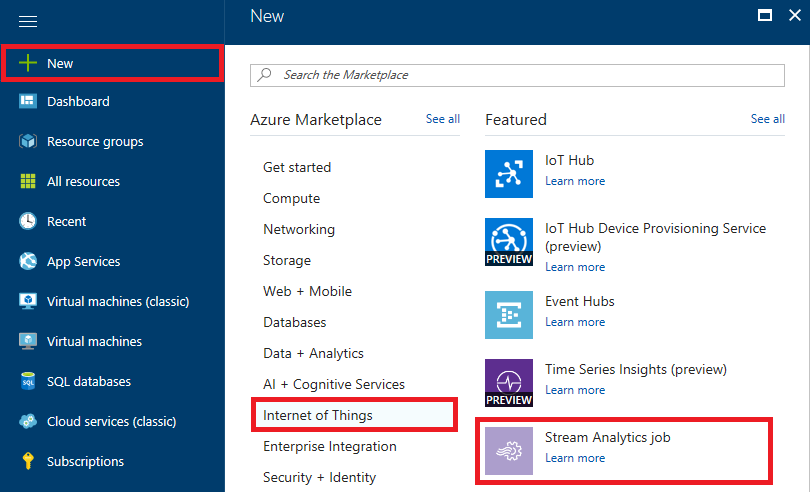 New
New
Dashboard
Resource groups
All resources
Recent
App Services
Virtual machines (classic)
Virtual machines
SQL
SQL databases
Cloud services (classic)
Subscriptions
Search the Marketplace
Azure Marketplace
See all
Get started
Compute
Networking
Storage
Web + Mobile
Databases
Data + Analytics
AI + Cognitive Services
Internet of Things
Enterprise Integration
Security + Identity
Featured
See all
IoT Hub
Learn more
PREVIEW
IoT Hub Device Provisioning Service
(preview)
Learn more
Event Hubs
Learn more
PREVIEW
Time Series Insights (preview)
Learn more
Stream Analytics job
Learn more